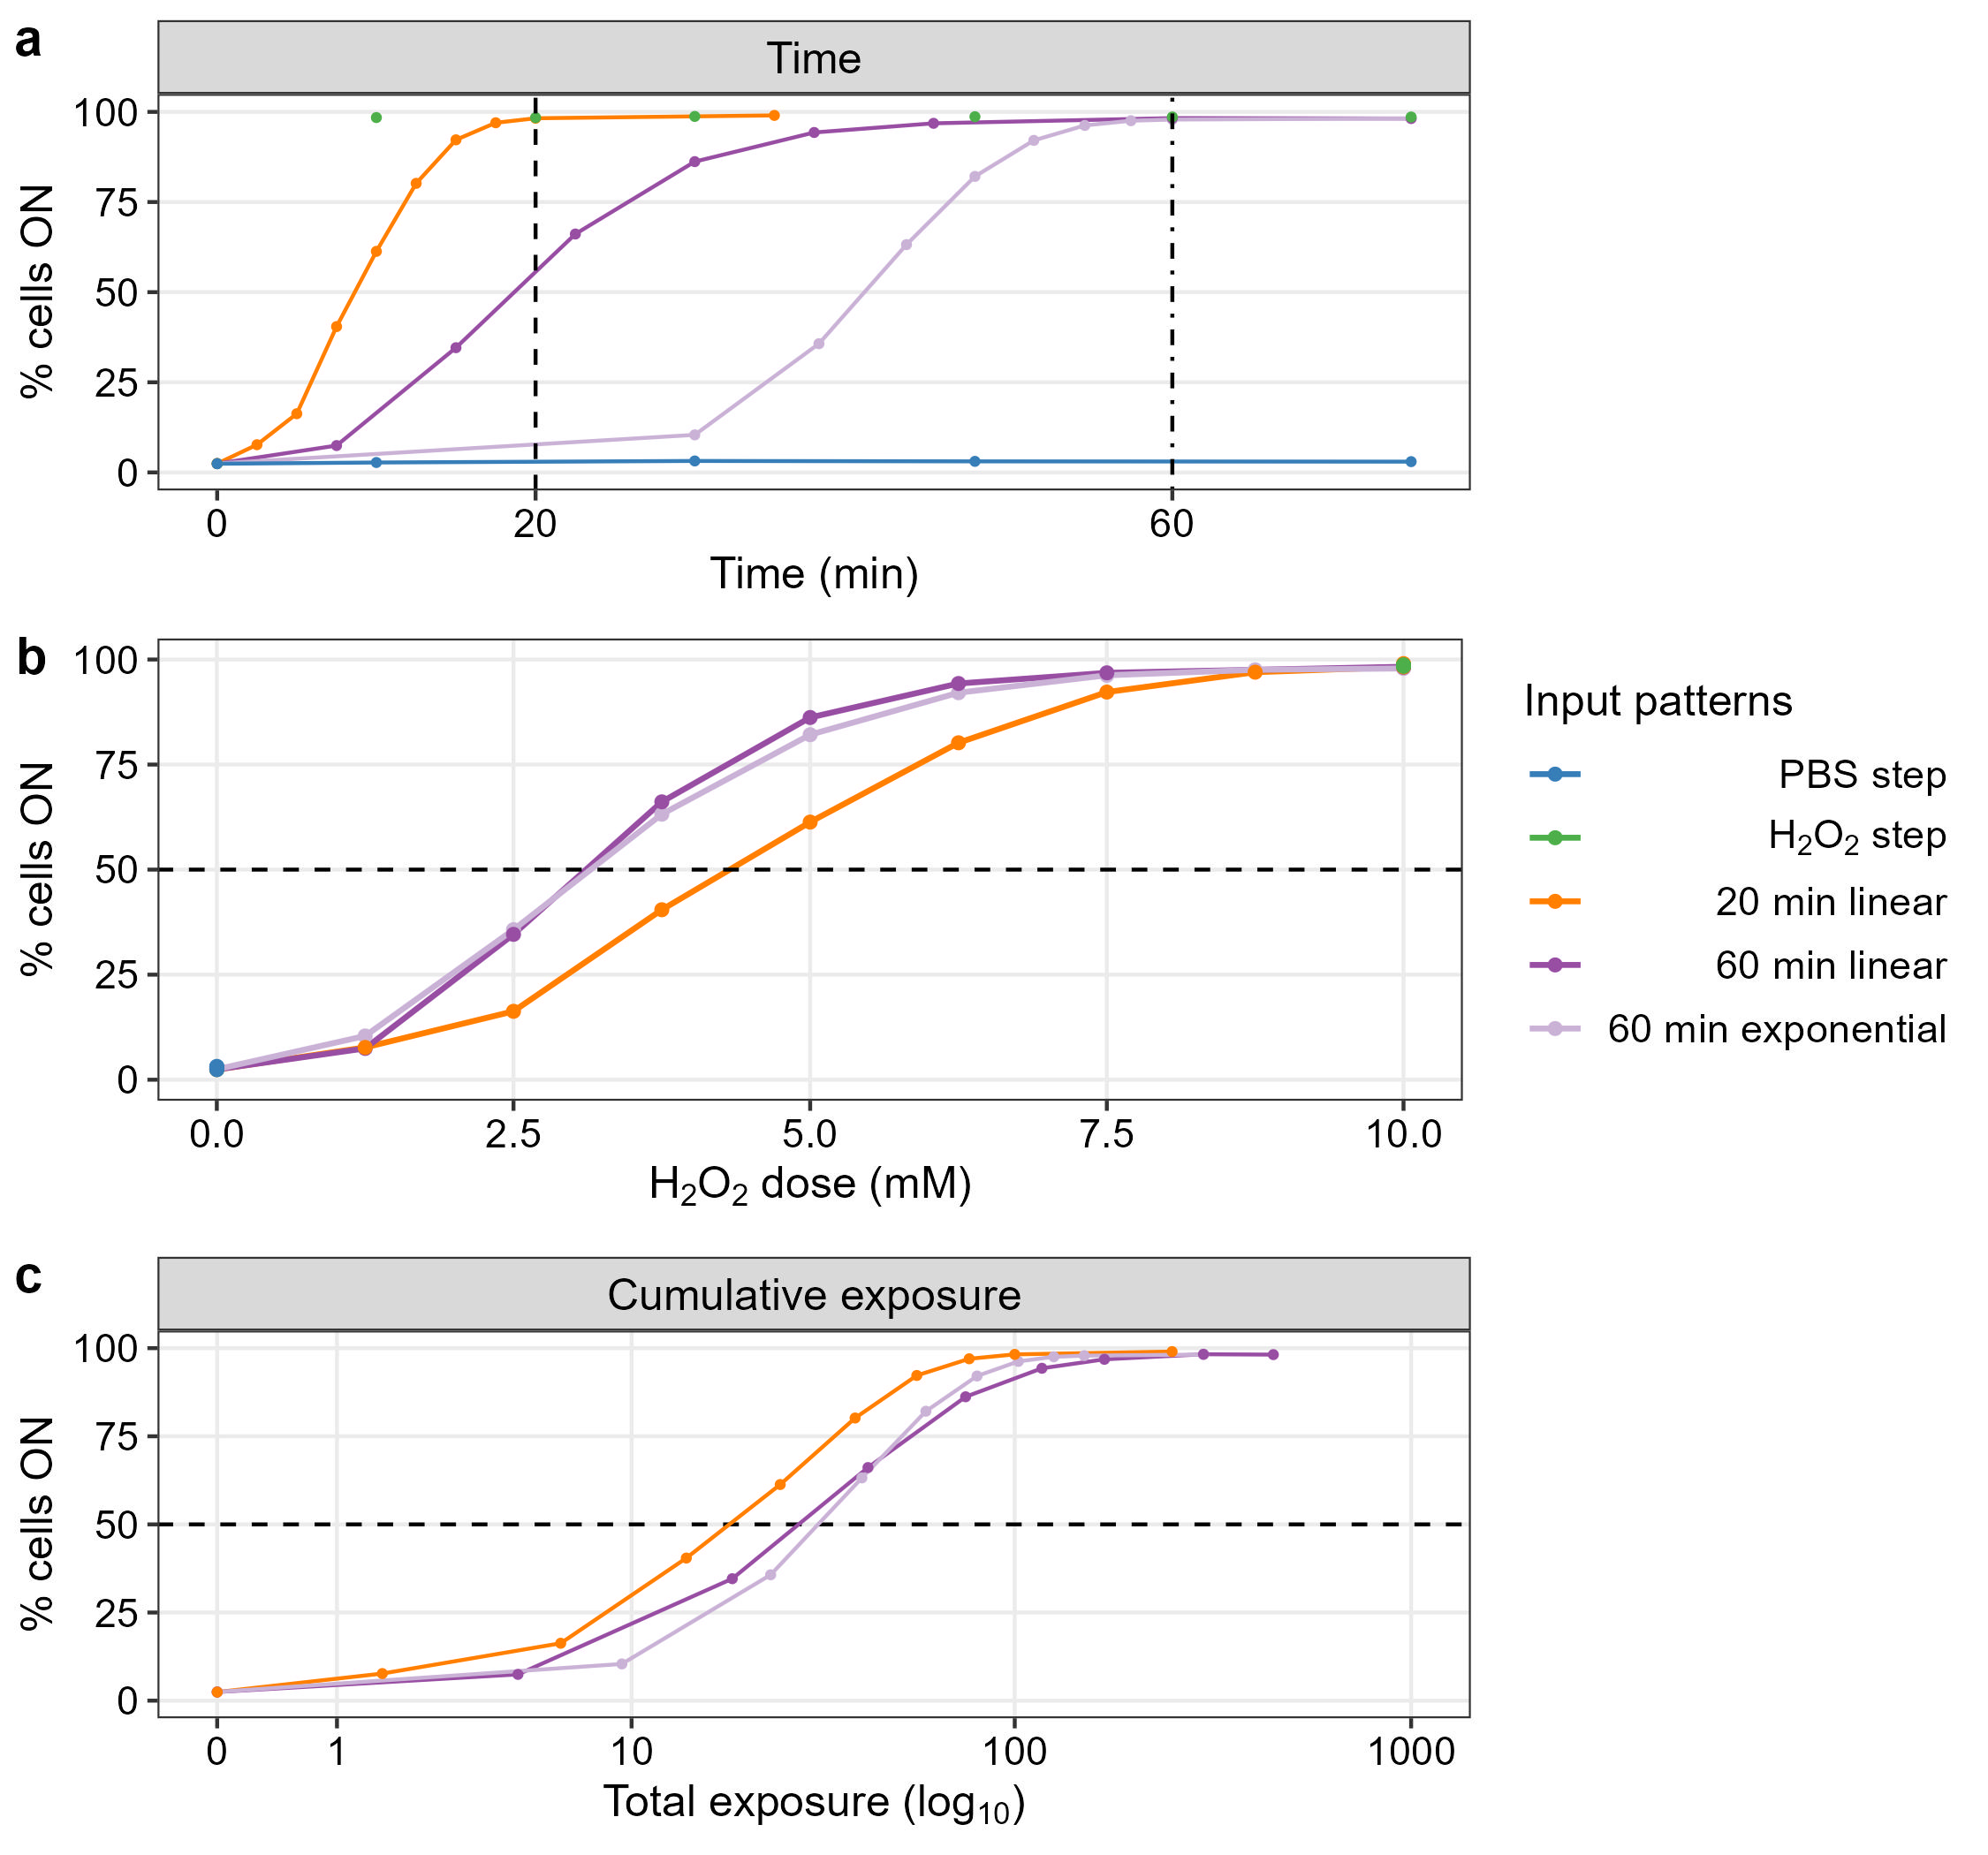 a
Time
100
75
50
25
0
% cells ON
0 20 60
Time (min)
b
100
75
50
25
0
% cells ON
0.0 2.5 5.0 7.5 10.0
H₂O₂ dose (mM)
Input patterns
PBS step
H₂O₂ step
20 min linear
60 min linear
60 min exponential
c
Cumulative exposure
100
75
50
25
0
% cells ON
0 1 10 100 1000
Total exposure (log₁₀)